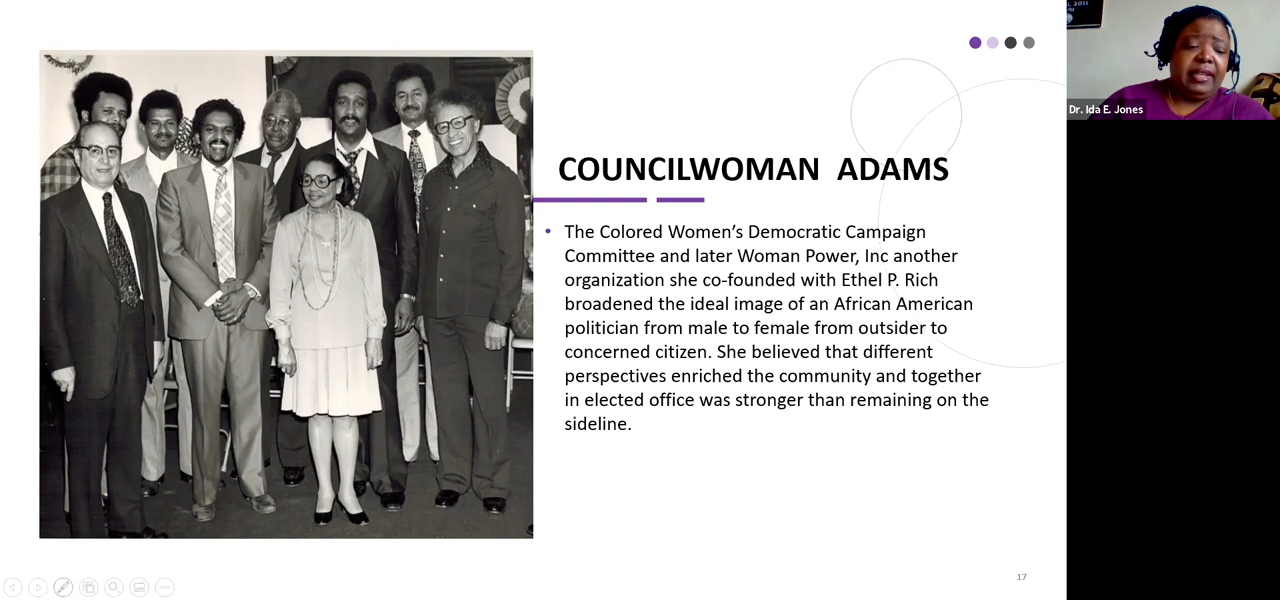 COUNCILWOMAN ADAMS
• The Colored Women’s Democratic Campaign
Committee and later Woman Power, Inc another
organization she co-founded with Ethel P. Rich
broadened the ideal image of an African American
politician from male to female from outsider to
concerned citizen. She believed that different
perspectives enriched the community and together
in elected office was stronger than remaining on the
sideline.
17
2011
Dr. Ida E. Jones